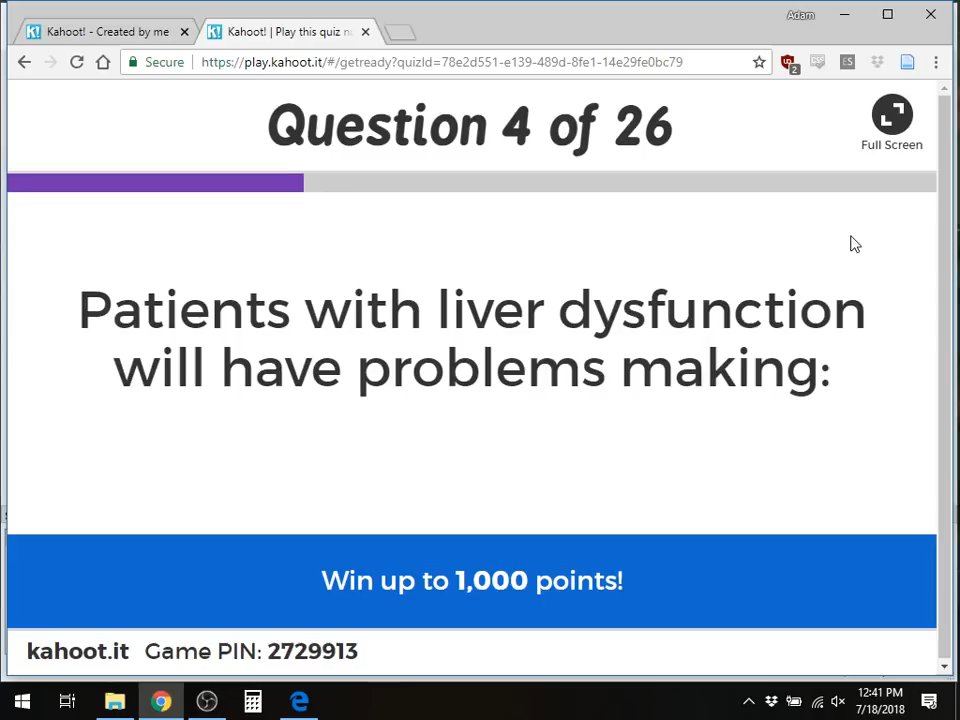 Adam
Kahoot! - Created by me
Kahoot! | Play this quiz n
Secure
https://play.kahoot.it/#/getready?quizId=78e2d551-e139-489d-8fe1-14e29fe0bc79
2
ES
Question 4 of 26
Full Screen
Patients with liver dysfunction
will have problems making:
Win up to 1,000 points!
kahoot.it Game PIN: 2729913
12:41 PM
7/18/2018